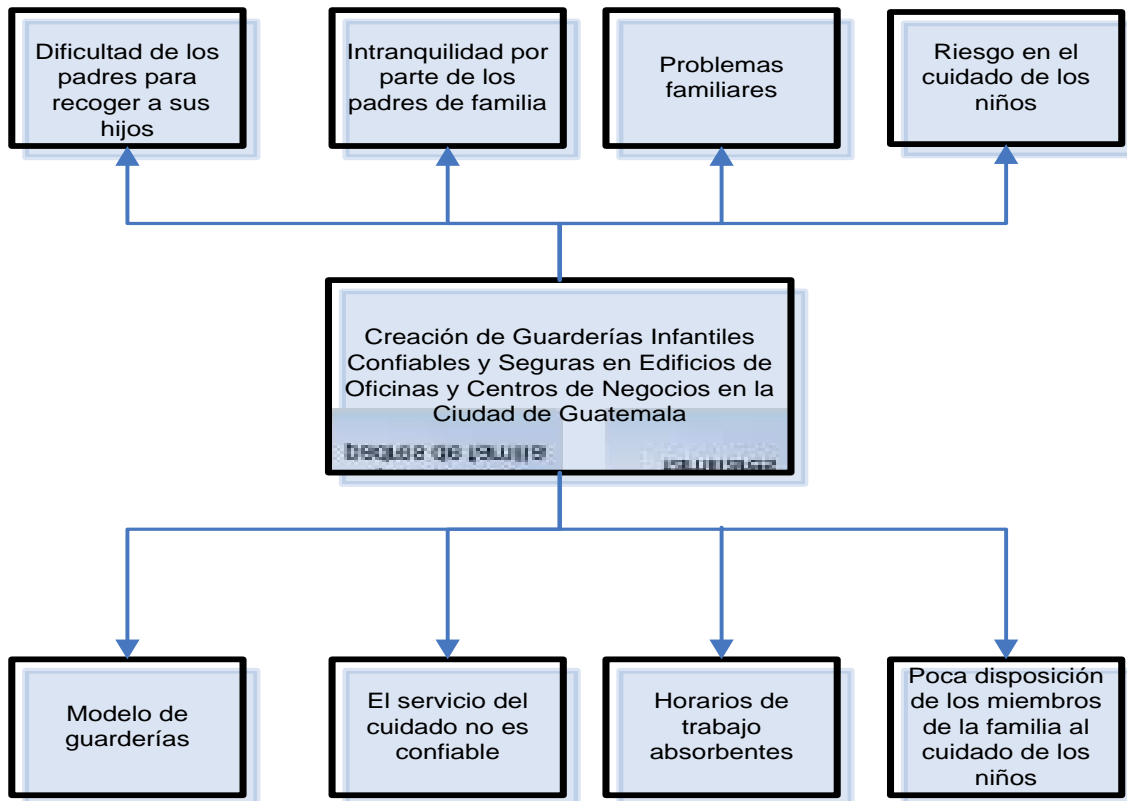 Dificultad de los
padres para
recoger a sus
hijos
Intranquilidad por
parte de los
padres de familia
Problemas
familiares
Riesgo en el
cuidado de los
niños
Creación de Guarderías Infantiles
Confiables y Seguras en Edificios de
Oficinas y Centros de Negocios en la
Ciudad de Guatemala
Modelo de
guarderías
El servicio del
cuidado no es
confiable
Horarios de
trabajo
absorbentes
Poca disposición
de los miembros
de la familia al
cuidado de los
niños